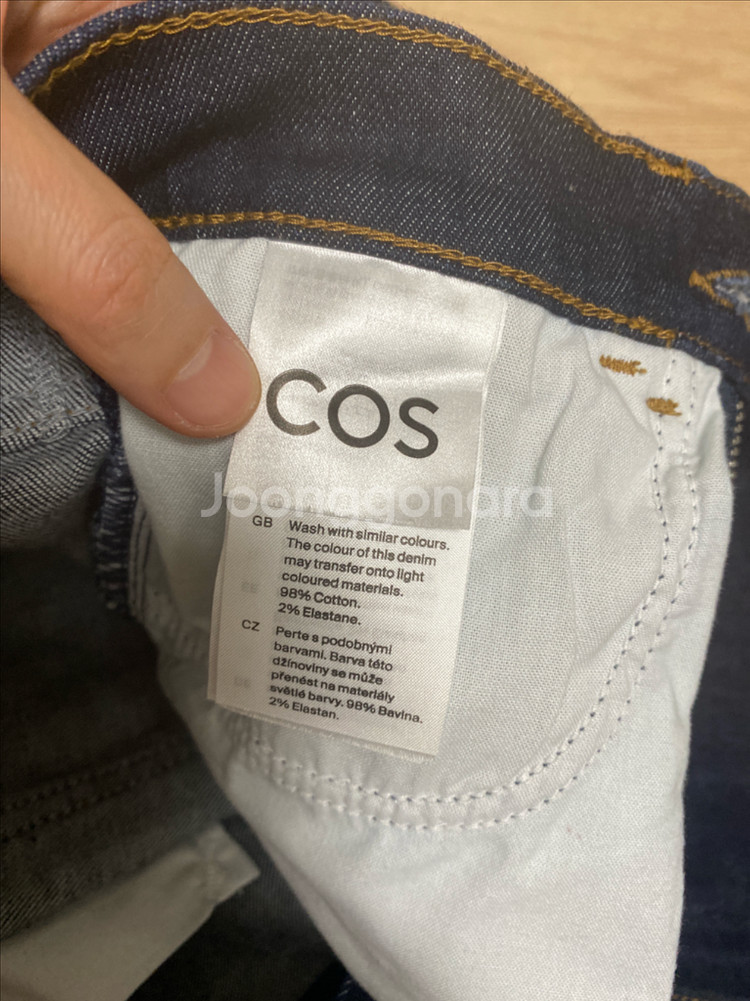 COS
Joonggonara
GB Wash with similar colours.
The colour of this denim
may transfer onto light
coloured materials.
98% Cotton.
2% Elastane.
CZ Perte s podobnými
barvami. Barva této
džínoviny se může
přenést na materiály
světlé barvy. 98% Bavlna.
2% Elastan.